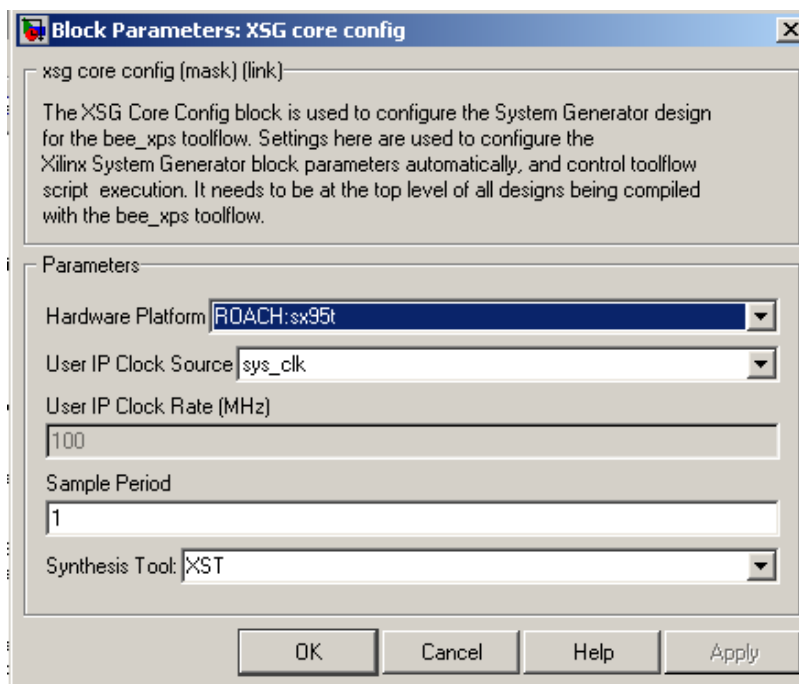 Block Parameters: XSG core config
xsg core config (mask) (link)
The XSG Core Config block is used to configure the System Generator design
for the bee_xps toolflow. Settings here are used to configure the
Xilinx System Generator block parameters automatically, and control toolflow
script execution. It needs to be at the top level of all designs being compiled
with the bee_xps toolflow.
Parameters
Hardware Platform ROACH:sx95t
User IP Clock Source sys_clk
User IP Clock Rate (MHz)
100
Sample Period
1
Synthesis Tool: XST
OK Cancel Help Apply